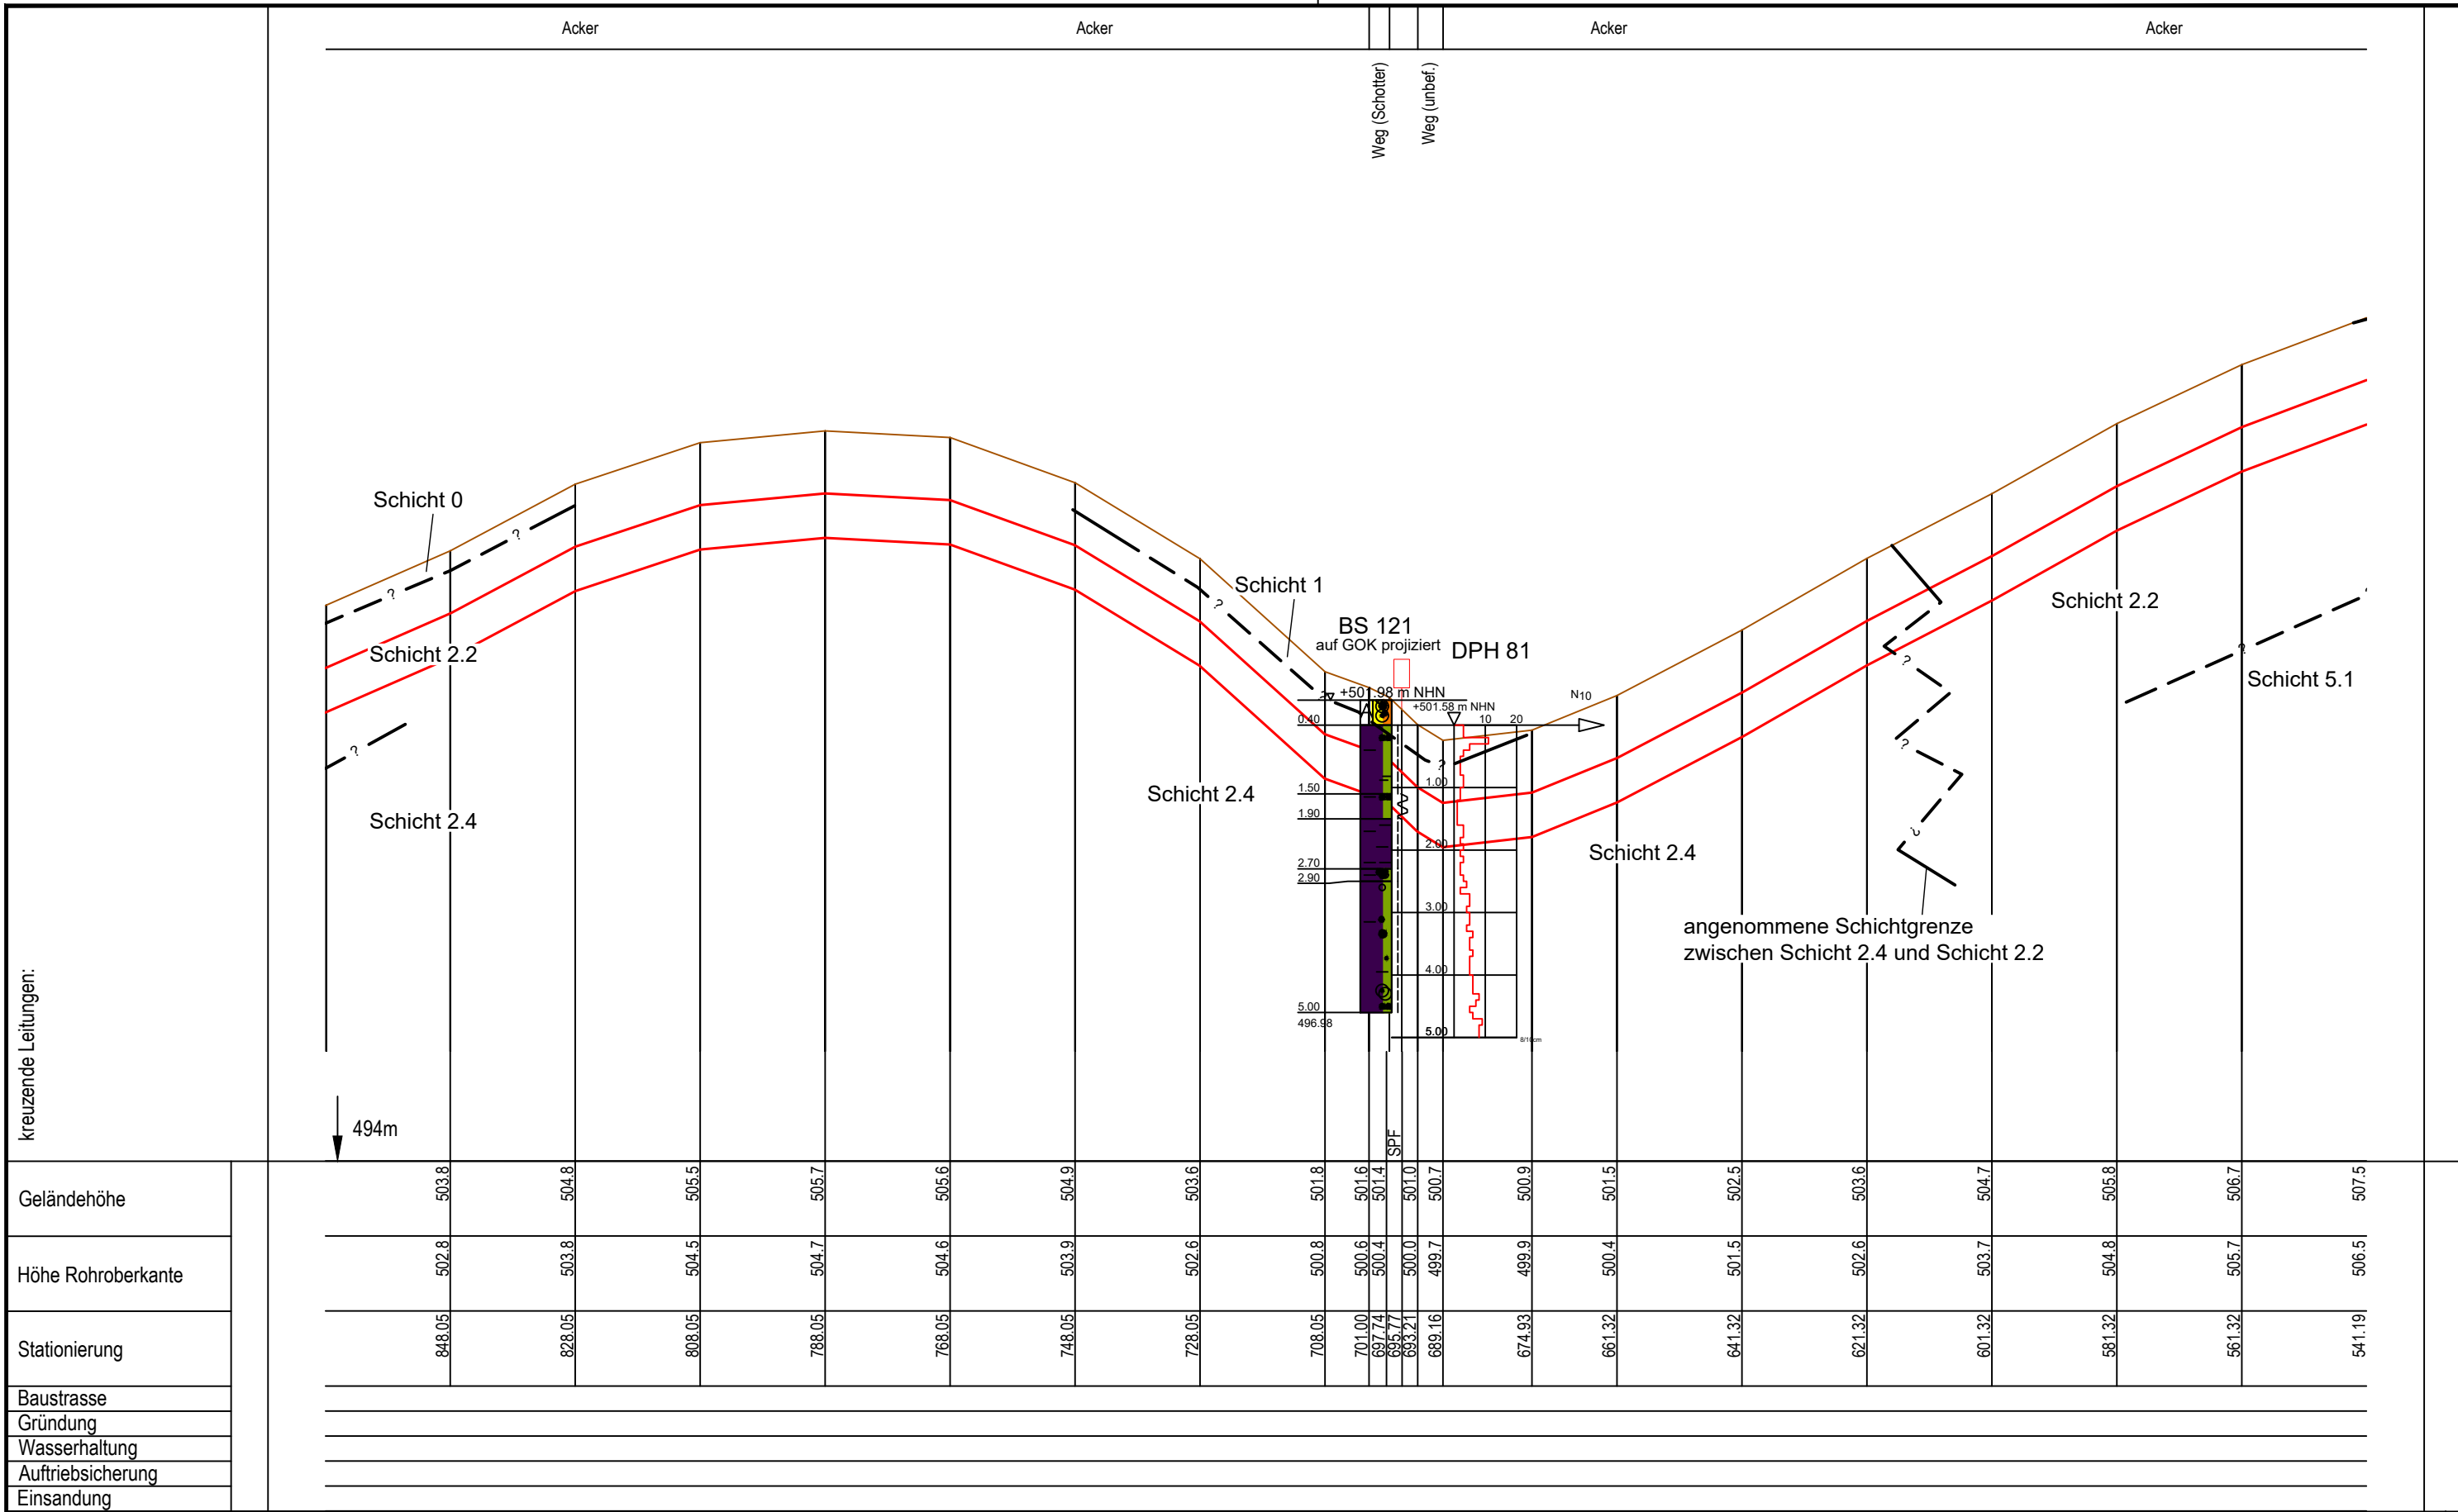 Acker
Acker
Acker
Acker
Weg (Schotter)
Weg (unbef.)
Schicht 0
?
?
Schicht 2.2
?
Schicht 2.4
Schicht 1
?
BS 121
auf GOK projiziert
DPH 81
+501.98 m NHN
A
+501.58 m NHN
N10
10
20
0.40
?
1.00
1.50
1.90
2.00
2.70
2.90
3.00
4.00
5.00
496.98
5.00
8/10cm
Schicht 2.4
Schicht 2.4
?
?
?
angenommene Schichtgrenze
zwischen Schicht 2.4 und Schicht 2.2
Schicht 2.2
?
Schicht 5.1
kreuzende Leitungen:
494m
SPF
Geländehöhe
503.8 504.8 505.5 505.7 505.6 504.9 503.6 501.8 501.6 501.4 501.0 500.7 500.9 501.5 502.5 503.6 504.7 505.8 506.7 507.5
Höhe Rohroberkante
502.8 503.8 504.5 504.7 504.6 503.9 502.6 500.8 500.6 500.4 500.0 499.7 499.9 500.4 501.5 502.6 503.7 504.8 505.7 506.5
Stationierung
848.05 828.05 808.05 788.05 768.05 748.05 728.05 708.05 701.00 697.74 695.77 693.21 689.16 674.93 661.32 641.32 621.32 601.32 581.32 561.32 541.19
Baustrasse
Gründung
Wasserhaltung
Auftriebsicherung
Einsandung